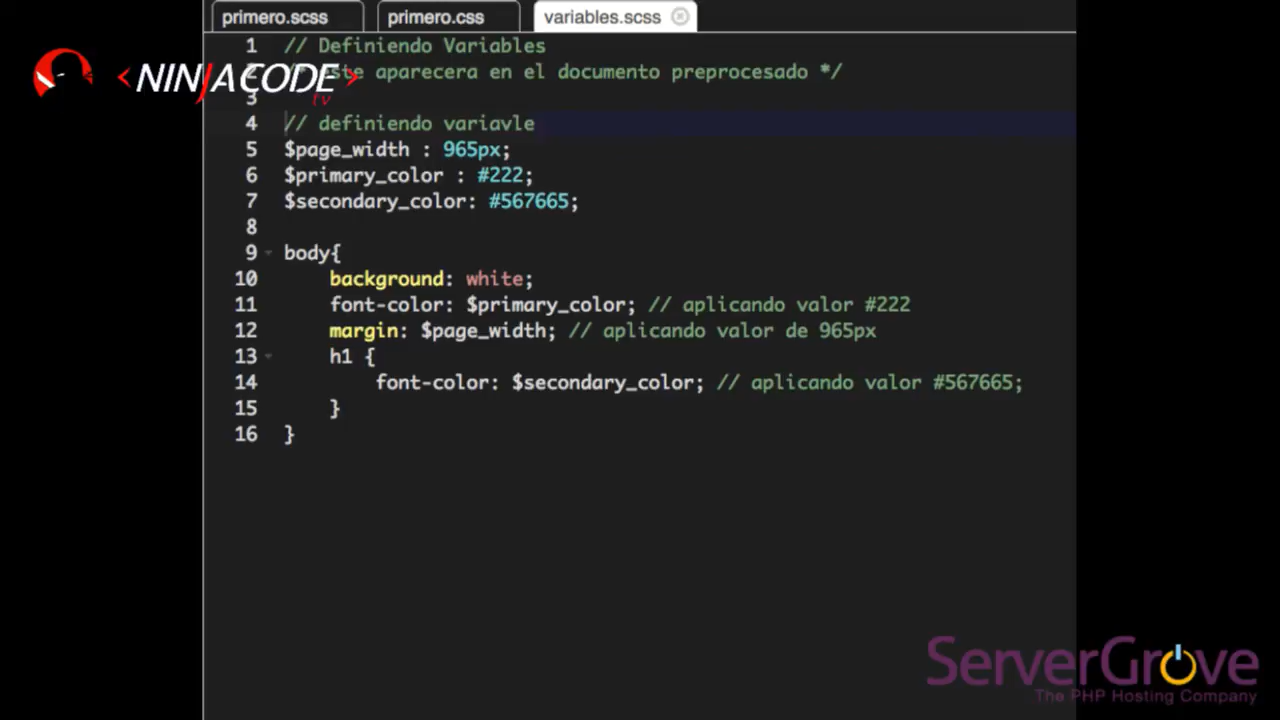 primero.scss primero.css variables.scss
<NINJACODE>
tv
1 // Definiendo Variables
2 aparecera en el documento preprocesado */
3
4 // definiendo variavle
5 $page_width : 965px;
6 $primary_color : #222;
7 $secondary_color: #567665;
8
9 body{
10 background: white;
11 font-color: $primary_color; // aplicando valor #222
12 margin: $page_width; // aplicando valor de 965px
13 h1 {
14 font-color: $secondary_color; // aplicando valor #567665;
15 }
16 }
ServerGrove
The PHP Hosting Company